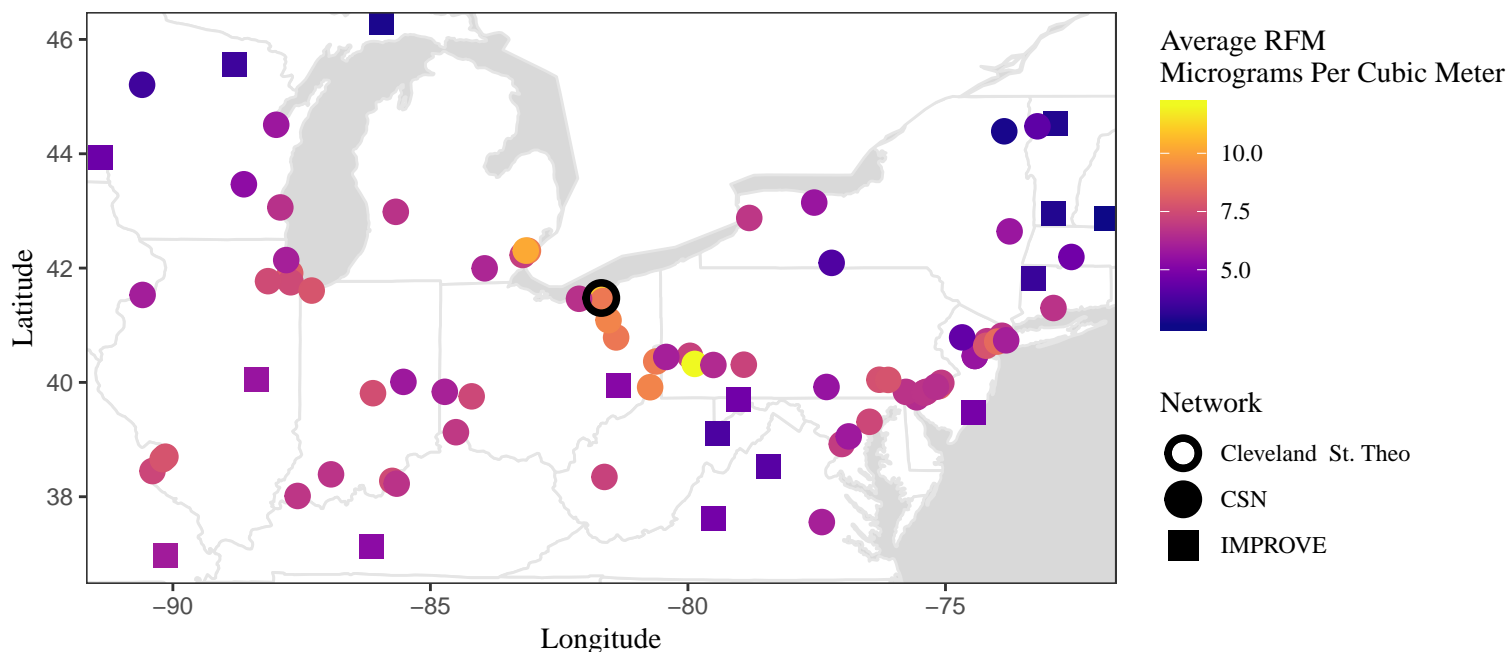 46
44
42
40
38
−90
−85
−80
−75
Longitude
Latitude
Average RFM
Micrograms Per Cubic Meter
10.0
7.5
5.0
Network
Cleveland  St. Theo
CSN
IMPROVE